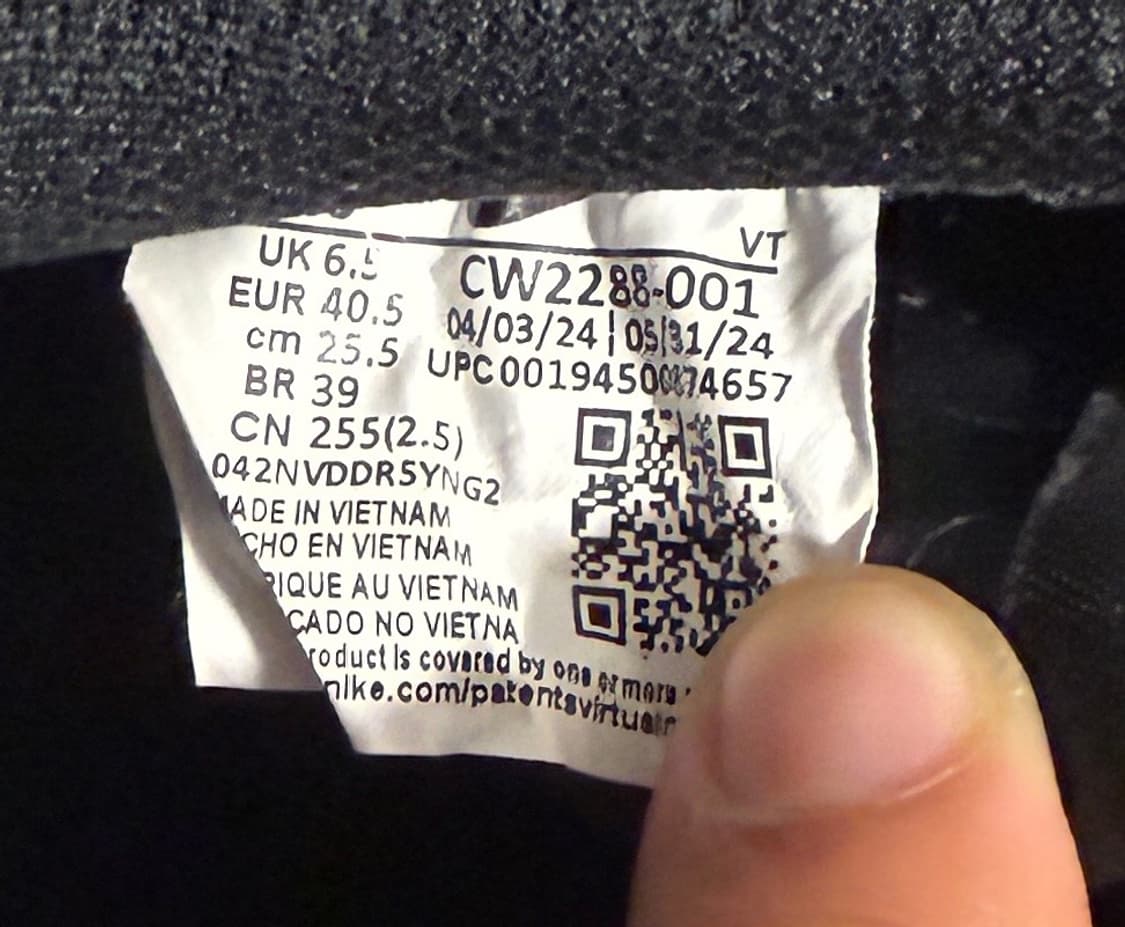 VT
UK 6.5
EUR 40.5
cm 25.5
BR 39
CN 255(2.5)
CW2288-001
04/03/24 | 05/31/24
042NVDDR5YNG2
ADE IN VIETNAM
CHO EN VIETNAM
RIQUE AU VIETNAM
CADO NO VIETNA
roduct is covered by one or more
nike.com/patentsvirtua